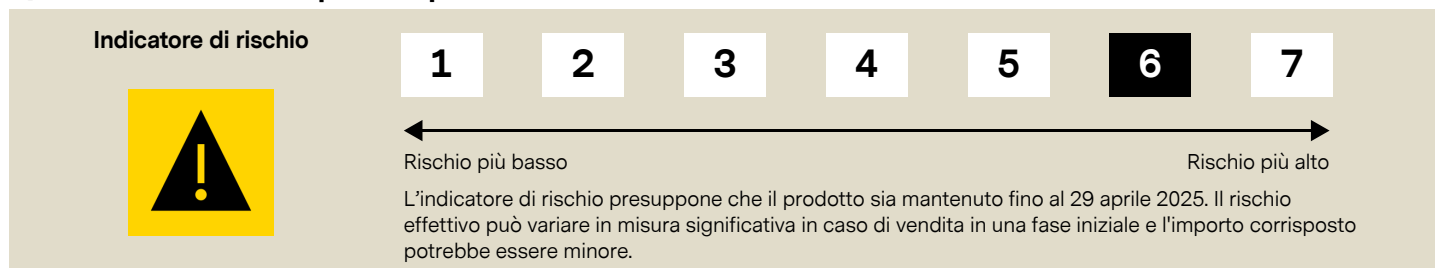 Indicatore di rischio
1 2 3 4 5 6 7
Rischio più basso Rischio più alto
L'indicatore di rischio presuppone che il prodotto sia mantenuto fino al 29 aprile 2025. Il rischio
effettivo può variare in misura significativa in caso di vendita in una fase iniziale e l'importo corrisposto
potrebbe essere minore.